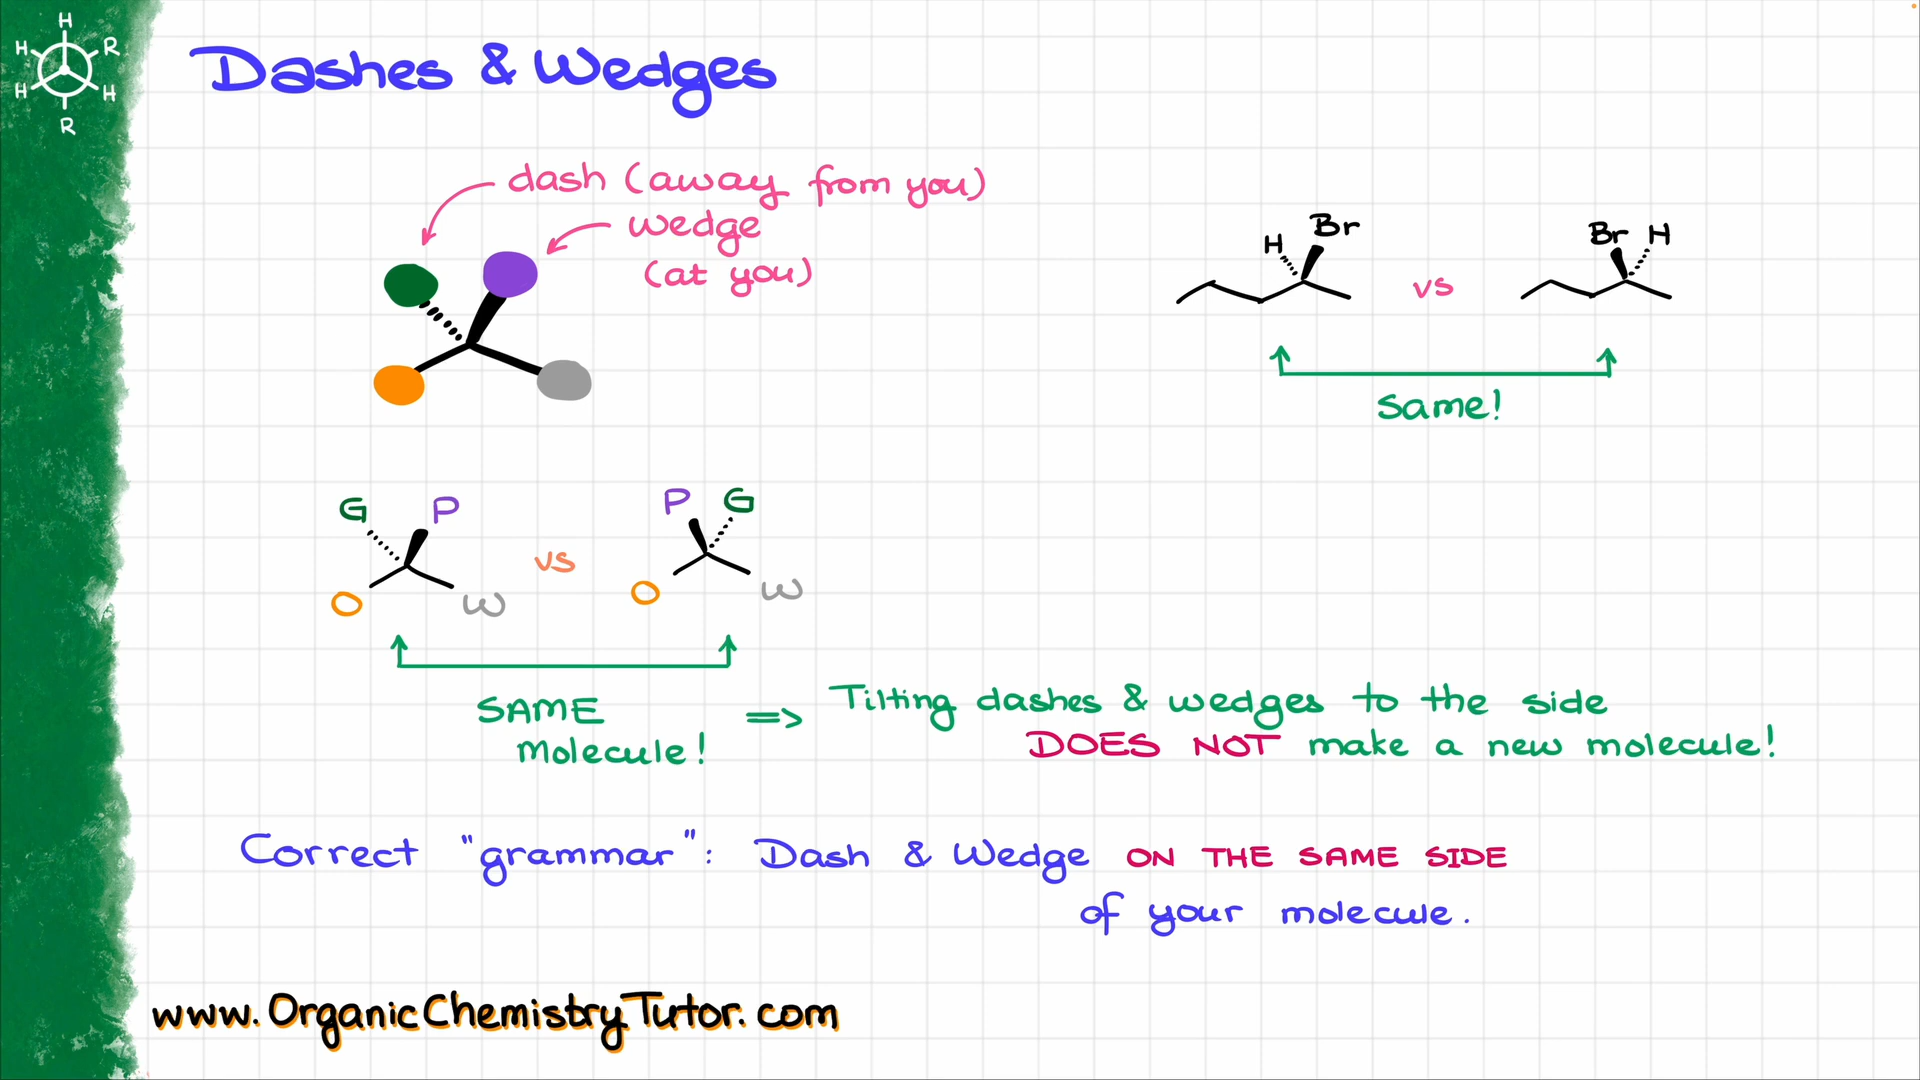 H
H R
H H
R
Dashes & Wedges
dash (away from you)
wedge
(at you)
H Br
vs
Br H
Same!
G P
O W
vs
P G
O W
SAME
Molecule!
=> Tilting dashes & wedges to the side
DOES NOT make a new molecule!
Correct "grammar": Dash & Wedge ON THE SAME SIDE
of your molecule.
www.OrganicChemistryTutor.com